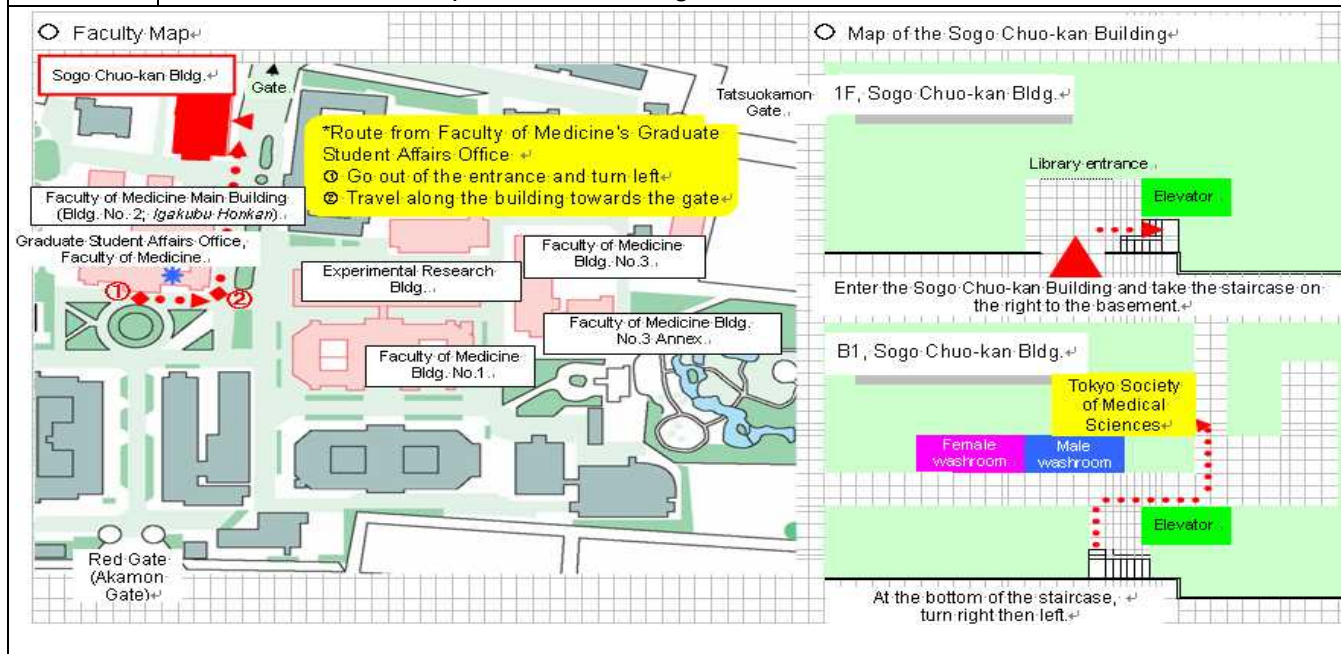 ○ Faculty Map↵
Sogo Chuo-kan Bldg.↵
Gate
Tatsuokamon
Gate.
*Route from Faculty of Medicine's Graduate
Student Affairs Office ↵
① Go out of the entrance and turn left↵
② Travel along the building towards the gate↵
Faculty of Medicine Main Building
(Bldg. No. 2; Igakubu Honkan)
Graduate Student Affairs Office,
Faculty of Medicine
①
②
Experimental Research
Bldg.
Faculty of Medicine
Bldg. No.3
Faculty of Medicine Bldg.
No.3 Annex
Faculty of Medicine
Bldg. No.1
Red Gate
(Akamon
Gate)↵
○ Map of the Sogo Chuo-kan Building↵
1F, Sogo Chuo-kan Bldg.↵
Library entrance
Elevator
Enter the Sogo Chuo-kan Building and take the staircase on
the right to the basement.↵
B1, Sogo Chuo-kan Bldg.↵
Tokyo Society
of Medical
Sciences↵
Female
washroom
Male
washroom
Elevator
At the bottom of the staircase, ↵
turn right then left.↵